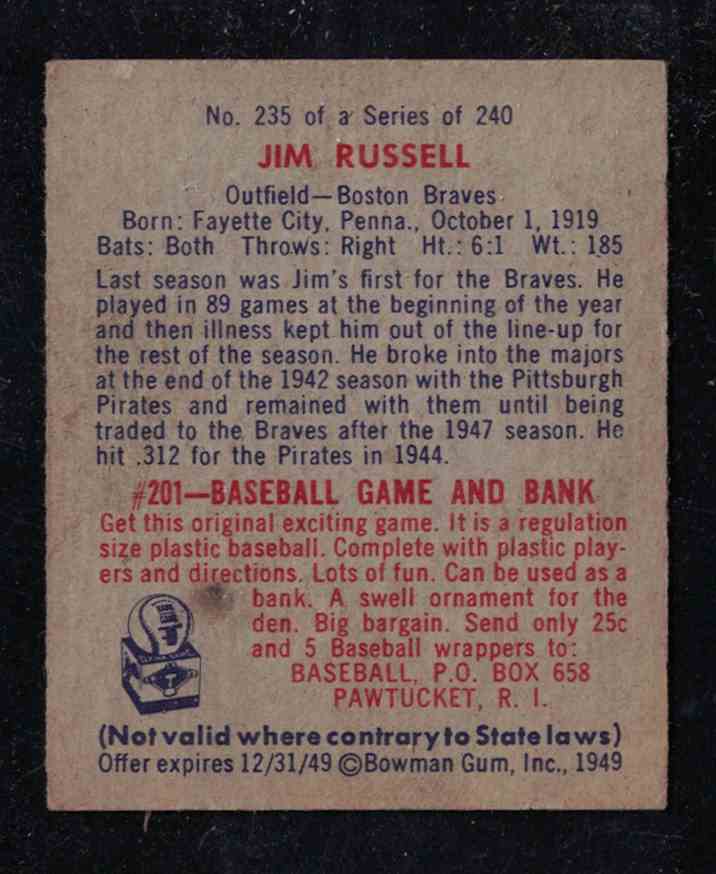 No. 235 of a Series of 240
JIM RUSSELL
Outfield—Boston Braves
Born: Fayette City, Penna., October 1, 1919
Bats: Both Throws: Right Ht.: 6:1 Wt.: 185
Last season was Jim's first for the Braves. He
played in 89 games at the beginning of the year
and then illness kept him out of the line-up for
the rest of the season. He broke into the majors
at the end of the 1942 season with the Pittsburgh
Pirates and remained with them until being
traded to the Braves after the 1947 season. He
hit .312 for the Pirates in 1944.
#201—BASEBALL GAME AND BANK
Get this original exciting game. It is a regulation
size plastic baseball. Complete with plastic play-
ers and directions. Lots of fun. Can be used as a
bank. A swell ornament for the
den. Big bargain. Send only 25c
and 5 Baseball wrappers to:
BASEBALL, P.O. BOX 658
PAWTUCKET, R. I.
(Not valid where contrary to State laws)
Offer expires 12/31/49 ©Bowman Gum, Inc., 1949